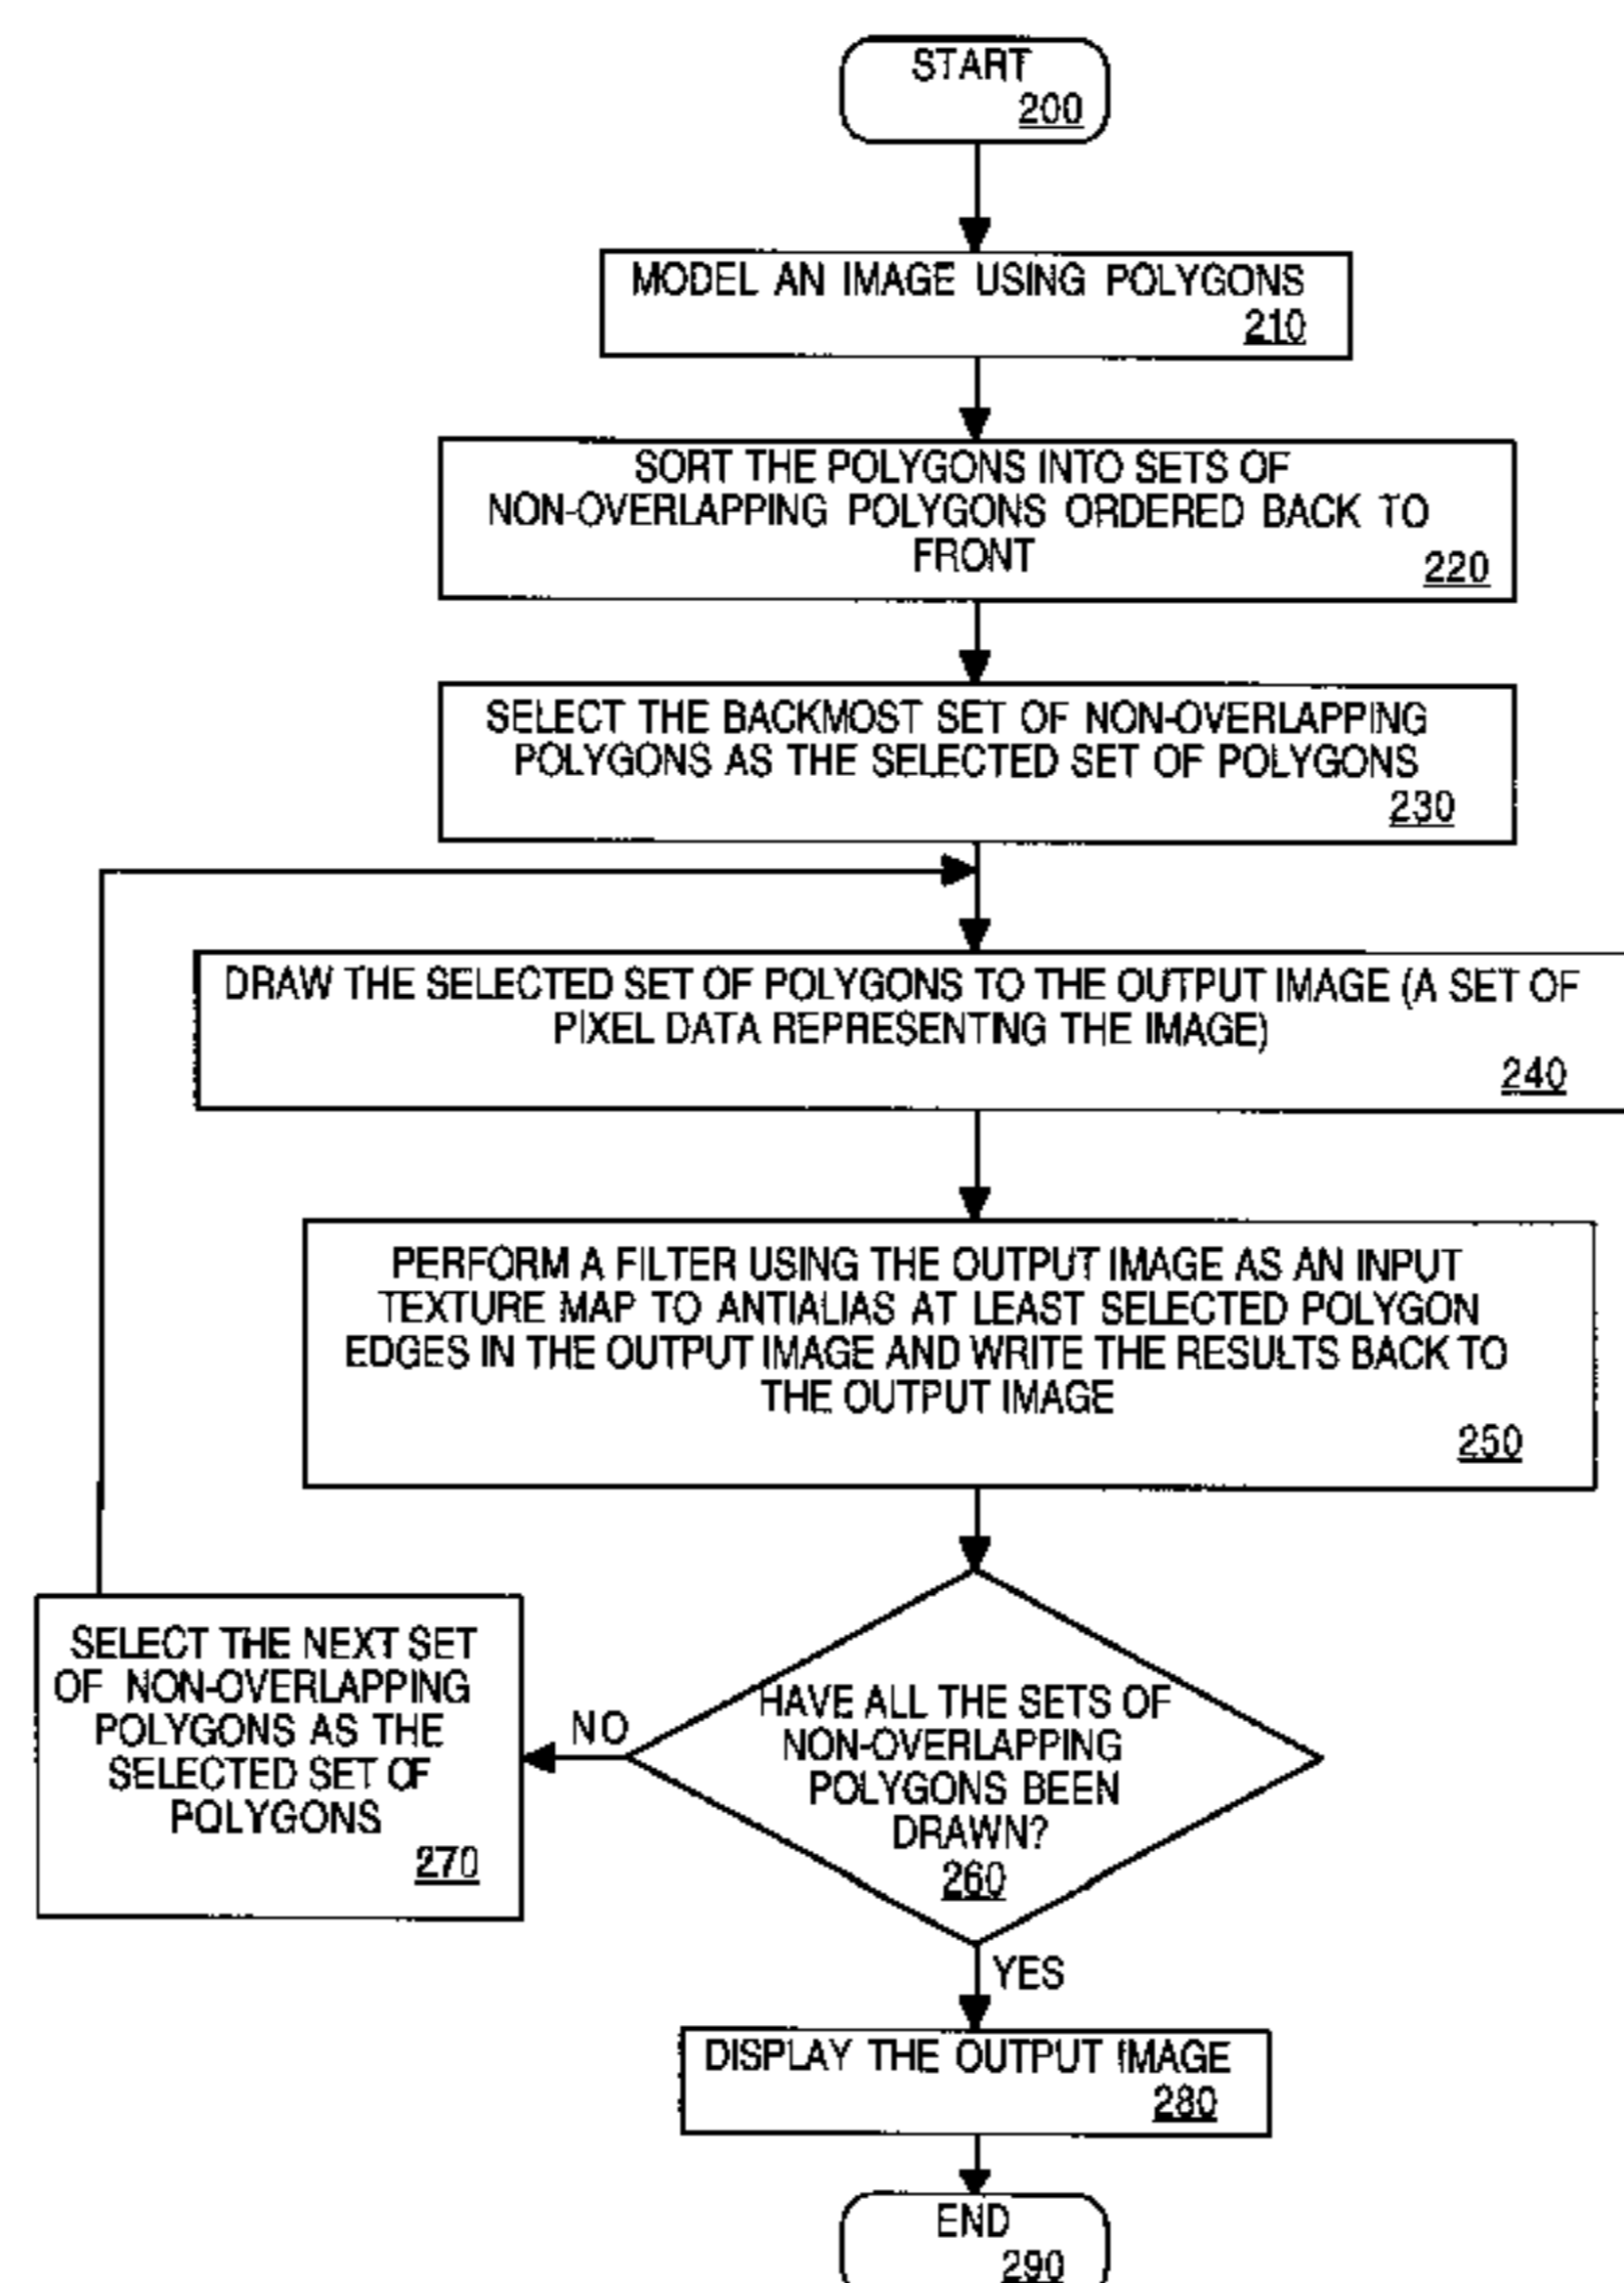 START
200
MODEL AN IMAGE USING POLYGONS
210
SORT THE POLYGONS INTO SETS OF
NON-OVERLAPPING POLYGONS ORDERED BACK TO
FRONT
220
SELECT THE BACKMOST SET OF NON-OVERLAPPING
POLYGONS AS THE SELECTED SET OF POLYGONS
230
DRAW THE SELECTED SET OF POLYGONS TO THE OUTPUT IMAGE (A SET OF
PIXEL DATA REPRESENTING THE IMAGE)
240
PERFORM A FILTER USING THE OUTPUT IMAGE AS AN INPUT
TEXTURE MAP TO ANTIALIAS AT LEAST SELECTED POLYGON
EDGES IN THE OUTPUT IMAGE AND WRITE THE RESULTS BACK TO
THE OUTPUT IMAGE
250
HAVE ALL THE SETS OF
NON-OVERLAPPING
POLYGONS BEEN
DRAWN?
260
NO
SELECT THE NEXT SET
OF NON-OVERLAPPING
POLYGONS AS THE
SELECTED SET OF
POLYGONS
270
YES
DISPLAY THE OUTPUT IMAGE
280
END
290